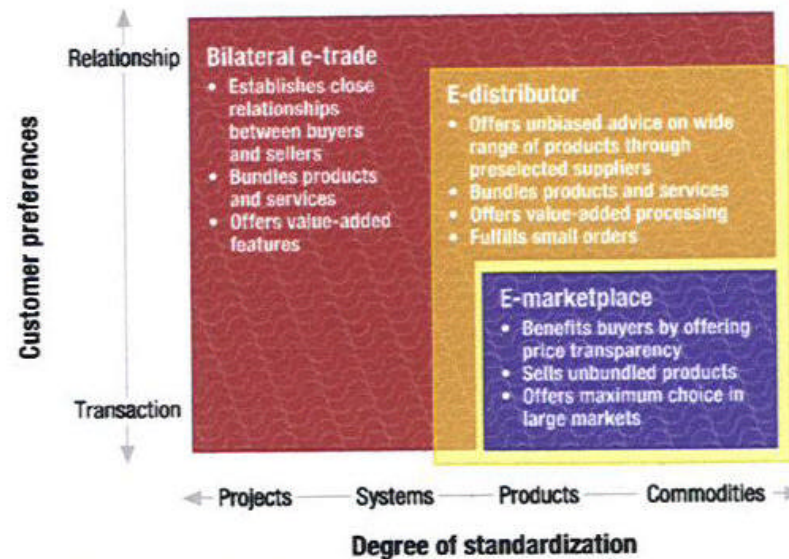 Customer preferences
Relationship
Transaction
Bilateral e-trade
• Establishes close
relationships
between buyers
and sellers
• Bundles products
and services
• Offers value-added
features
E-distributor
• Offers unbiased advice on wide
range of products through
preselected suppliers
• Bundles products and services
• Offers value-added processing
• Fulfills small orders
E-marketplace
• Benefits buyers by offering
price transparency
• Sells unbundled products
• Offers maximum choice in
large markets
Projects Systems Products Commodities
Degree of standardization